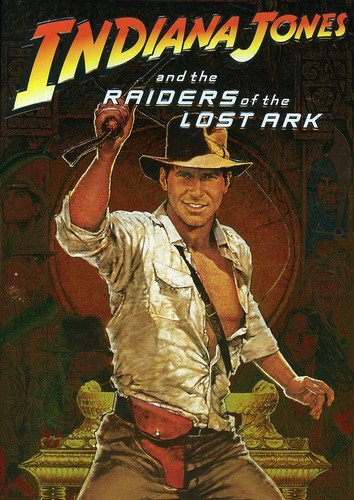 INDIANA JONES
and the
RAIDERS of the
LOST ARK